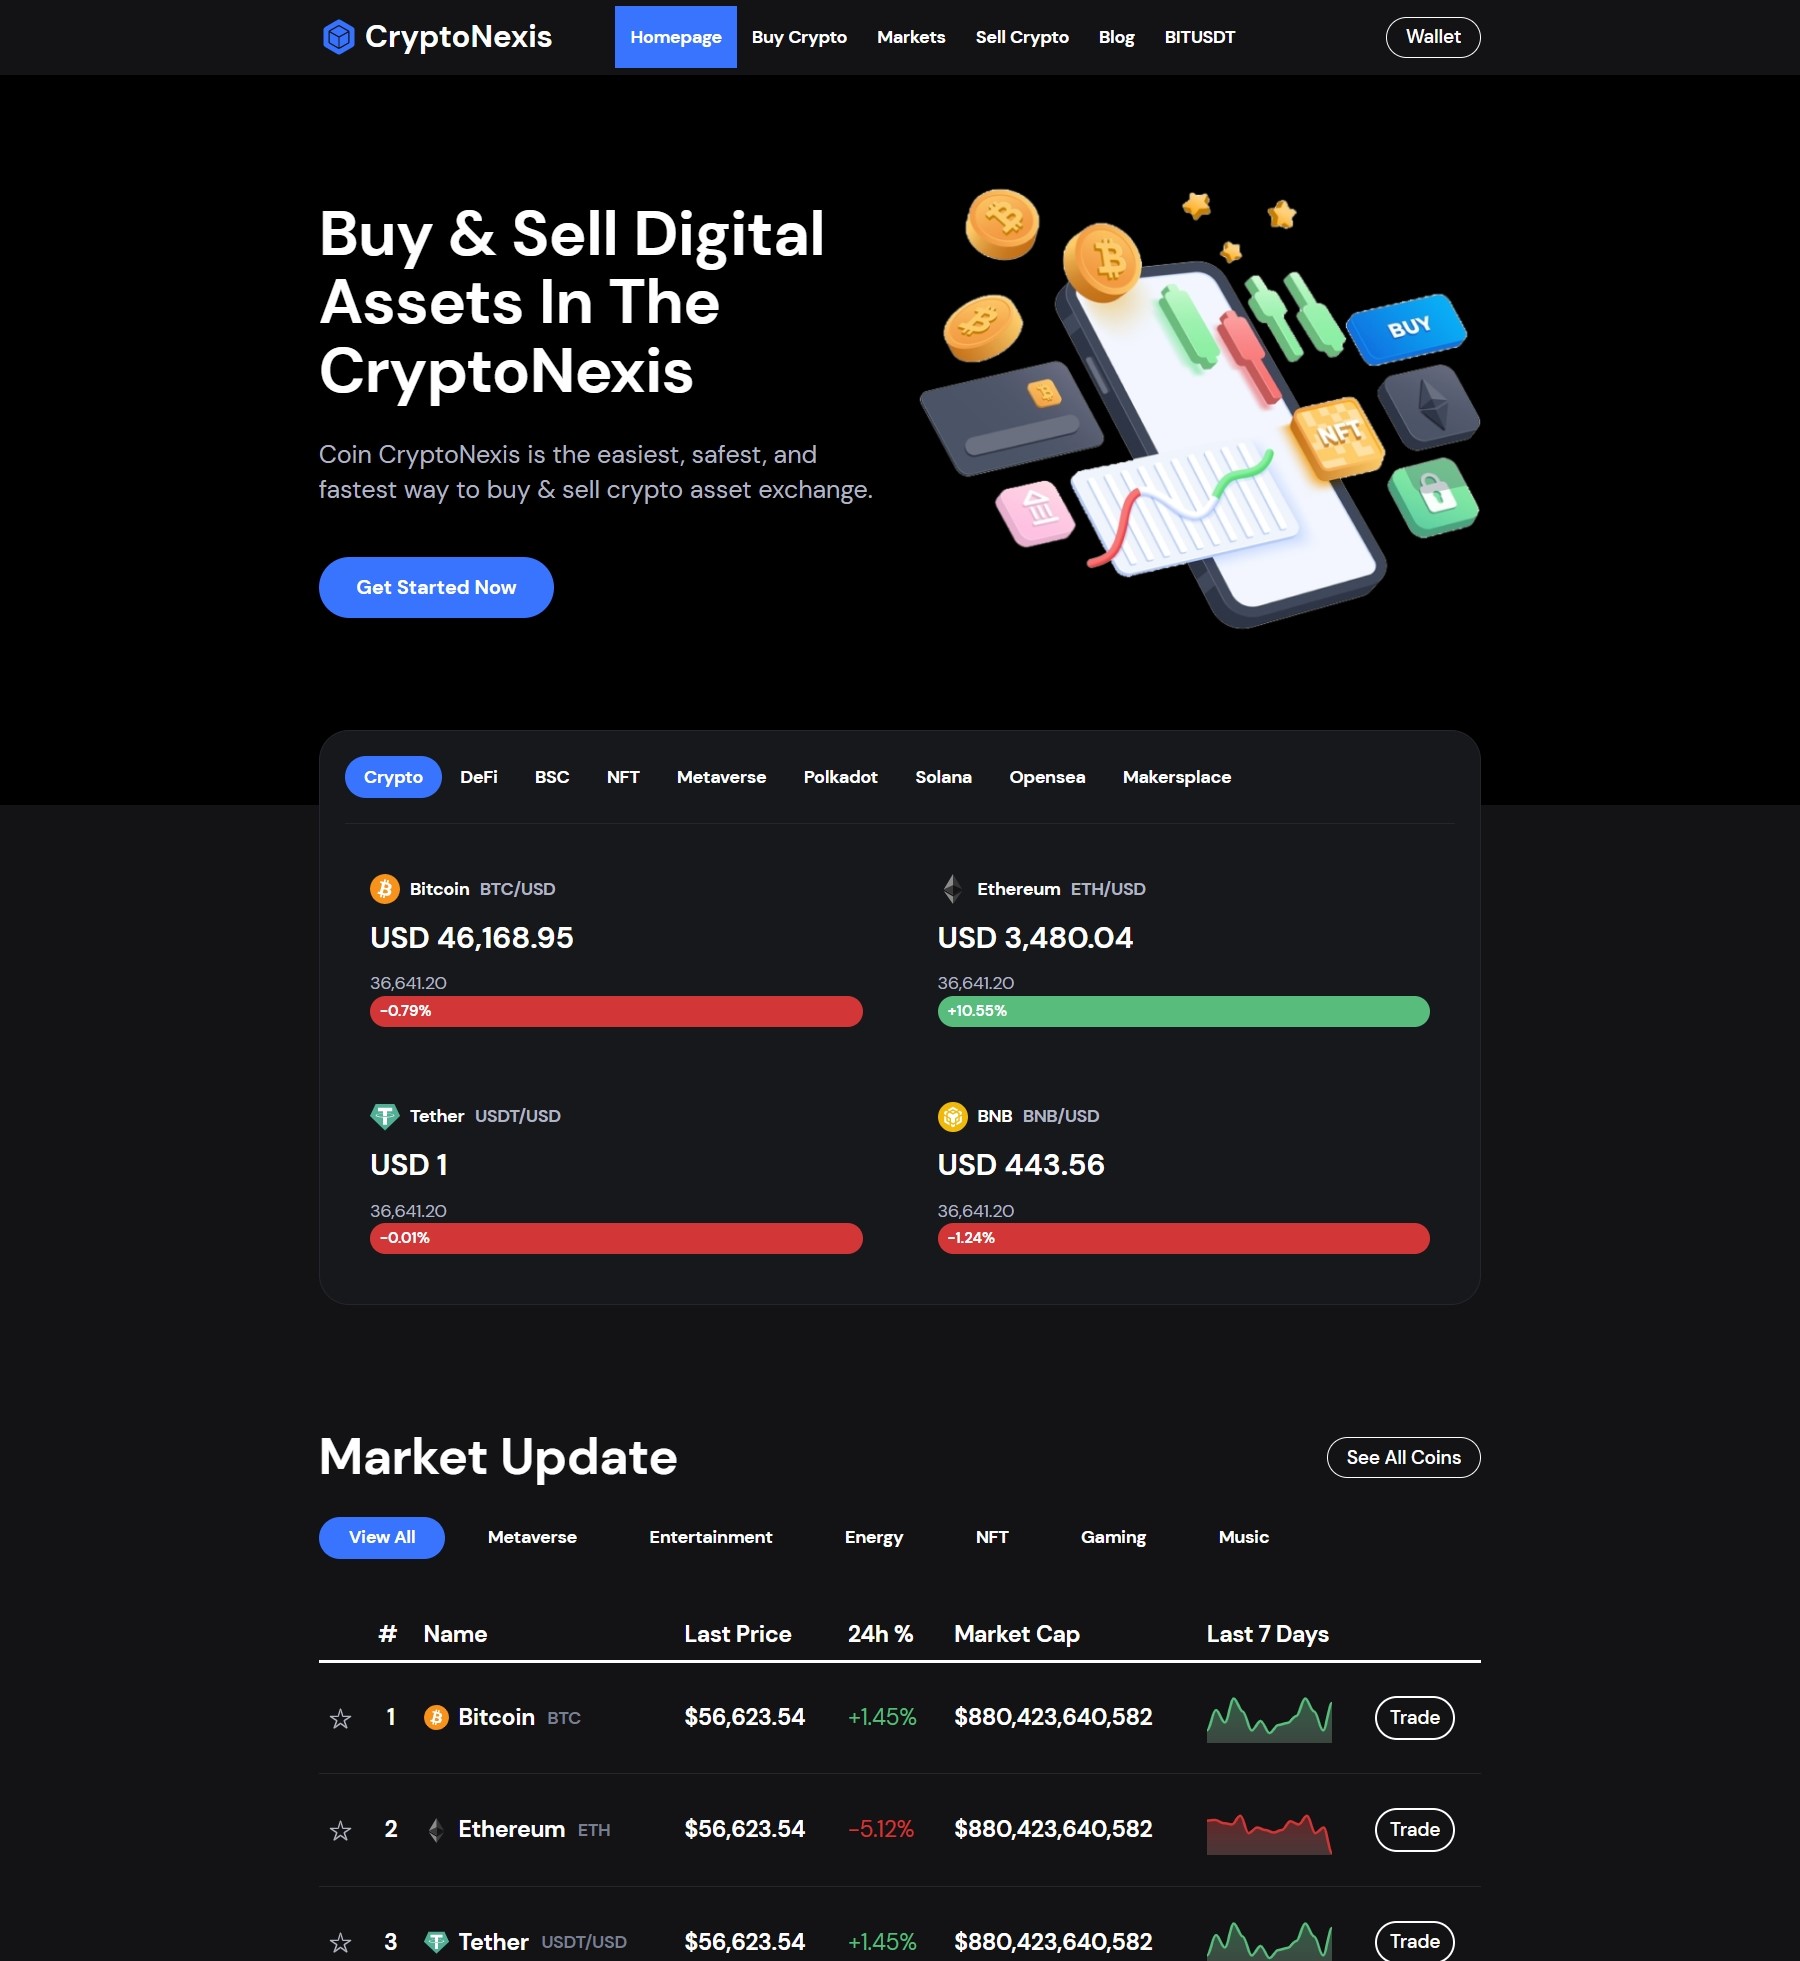 CryptoNexis
Homepage Buy Crypto Markets Sell Crypto Blog BITUSDT
Wallet
Buy & Sell Digital
Assets In The
CryptoNexis
Coin CryptoNexis is the easiest, safest, and
fastest way to buy & sell crypto asset exchange.
Get Started Now
BUY
NFT
Crypto DeFi BSC NFT Metaverse Polkadot Solana Opensea Makersplace
Bitcoin BTC/USD
USD 46,168.95
36,641.20
-0.79%
Ethereum ETH/USD
USD 3,480.04
36,641.20
+10.55%
Tether USDT/USD
USD 1
36,641.20
-0.01%
BNB BNB/USD
USD 443.56
36,641.20
-1.24%
Market Update
See All Coins
View All Metaverse Entertainment Energy NFT Gaming Music
# Name Last Price 24h % Market Cap Last 7 Days
1 Bitcoin BTC $56,623.54 +1.45% $880,423,640,582 Trade
2 Ethereum ETH $56,623.54 -5.12% $880,423,640,582 Trade
3 Tether USDT/USD $56,623.54 +1.45% $880,423,640,582 Trade